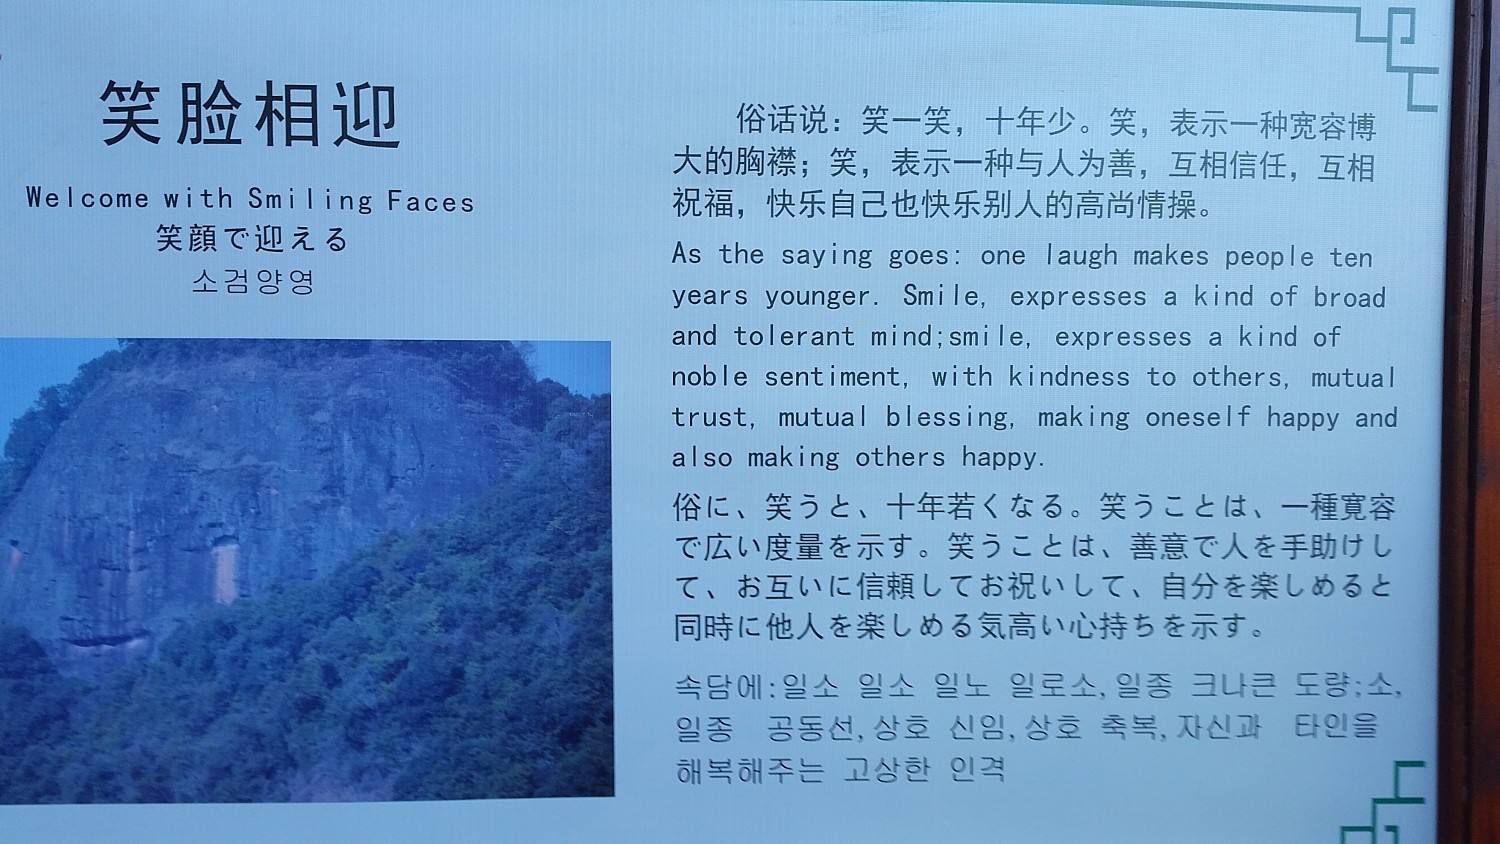 笑脸相迎
Welcome with Smiling Faces
笑顔で迎える
소검양영
俗话说：笑一笑，十年少。笑，表示一种宽容博
大的胸襟；笑，表示一种与人为善，互相信任，互相
祝福，快乐自己也快乐别人的高尚情操。
As the saying goes: one laugh makes people ten
years younger. Smile, expresses a kind of broad
and tolerant mind;smile, expresses a kind of
noble sentiment, with kindness to others, mutual
trust, mutual blessing, making oneself happy and
also making others happy.
俗に、笑うと、十年若くなる。笑うことは、一種寛容
で広い度量を示す。笑うことは、善意で人を手助けし
て、お互いに信頼してお祝いして、自分を楽しめると
同時に他人を楽しめる気高い心持ちを示す。
속담에:일소 일소 일노 일로소,일종 크나큰 도량;소,
일종 공동선,상호 신임,상호 축복,자신과 타인을
해복해주는 고상한 인격